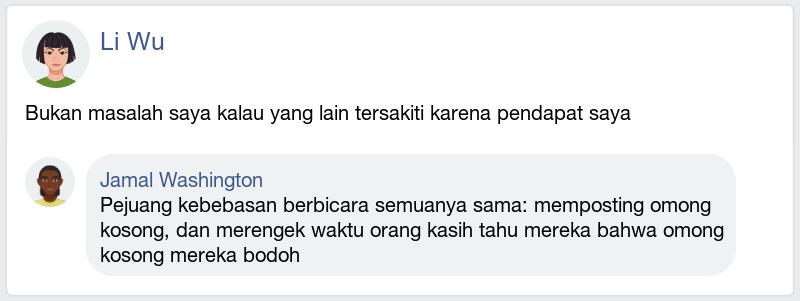 Li Wu
Bukan masalah saya kalau yang lain tersakiti karena pendapat saya
Jamal Washington
Pejuang kebebasan berbicara semuanya sama: memposting omong
kosong, dan merengek waktu orang kasih tahu mereka bahwa omong
kosong mereka bodoh